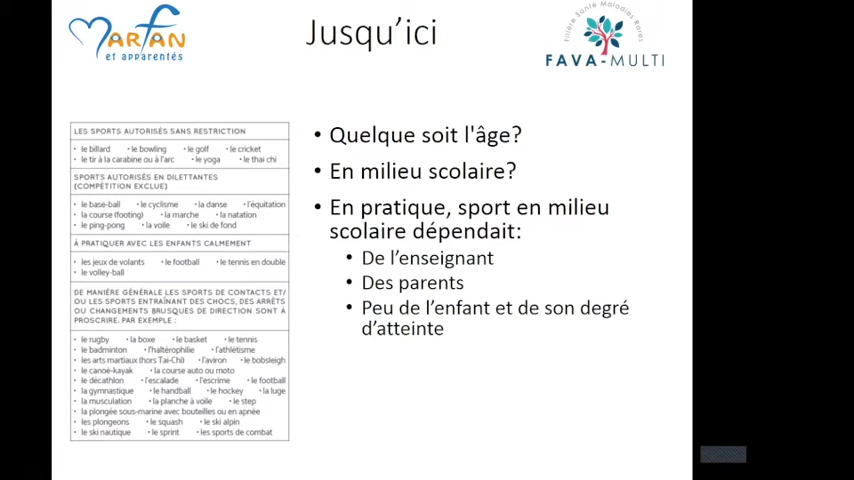 MARFAN
et apparentés
Jusqu'ici
Filière Santé Maladies Rares
FAVA-MULTI
LES SPORTS AUTORISÉS SANS RESTRICTION
• le billard • le bowling • le golf • le cricket
• le tir à la carabine ou à l'arc • le yoga • le thai chi
SPORTS AUTORISÉS EN DILETTANTES
(COMPÉTITION EXCLUE)
• le base-ball • le cyclisme • la danse • l'équitation
• la course (footing) • la marche • la natation
• le ping-pong • la voile • le ski de fond
À PRATIQUER AVEC LES ENFANTS CALMEMENT
• les jeux de volants • le football • le tennis en double
• le volley-ball
DE MANIÈRE GÉNÉRALE LES SPORTS DE CONTACTS ET/
OU LES SPORTS ENTRAÎNANT DES CHOCS, DES ARRÊTS
OU CHANGEMENTS BRUSQUES DE DIRECTION SONT À
PROSCRIRE. PAR EXEMPLE :
• le rugby • la boxe • le basket • le tennis
• le badminton • l'haltérophilie • l'athlétisme
• les arts martiaux (hors Tai-Chi) • l'aviron • le bobsleigh
• le canoë-kayak • la course auto ou moto
• le décathlon • l'escalade • l'escrime • le football
• la gymnastique • le handball • le hockey • la luge
• la musculation • la planche à voile • le step
• la plongée sous-marine avec bouteilles ou en apnée
• les plongeons • le squash • le ski alpin
• le ski nautique • le sprint • les sports de combat
• Quelque soit l'âge?
• En milieu scolaire?
• En pratique, sport en milieu
scolaire dépendait:
• De l'enseignant
• Des parents
• Peu de l'enfant et de son degré
d'atteinte